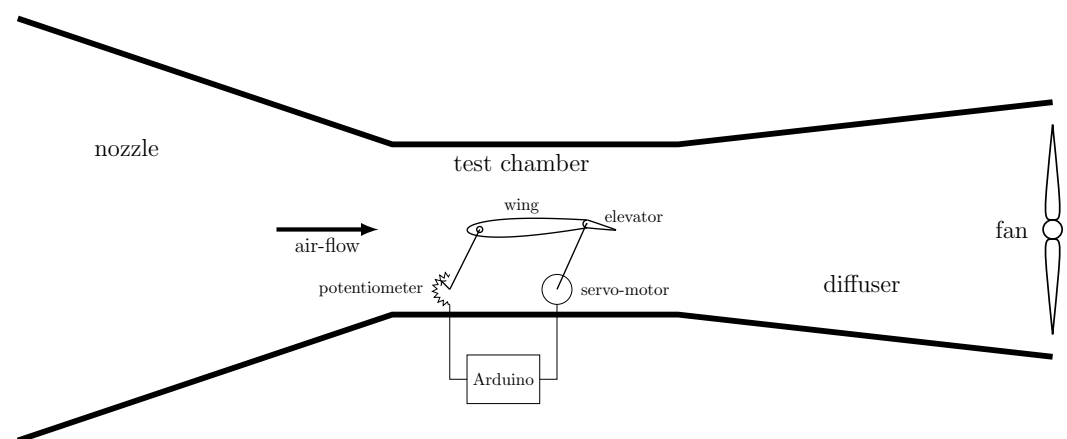 nozzle
test chamber
wing
elevator
air-flow
fan
potentiometer
servo-motor
diffuser
Arduino